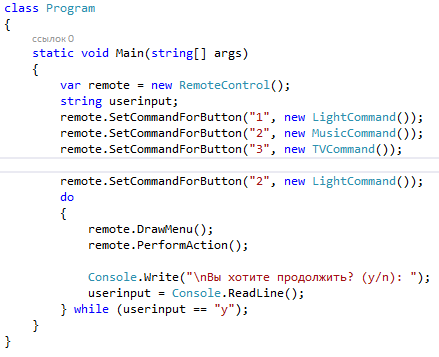 class Program
{
ссылок 0
static void Main(string[] args)
{
var remote = new RemoteControl();
string userinput;
remote.SetCommandForButton("1", new LightCommand());
remote.SetCommandForButton("2", new MusicCommand());
remote.SetCommandForButton("3", new TVCommand());
remote.SetCommandForButton("2", new LightCommand());
do
{
remote.DrawMenu();
remote.PerformAction();
Console.Write("\nВы хотите продолжить? (y/n): ");
userinput = Console.ReadLine();
} while (userinput == "y");
}
}